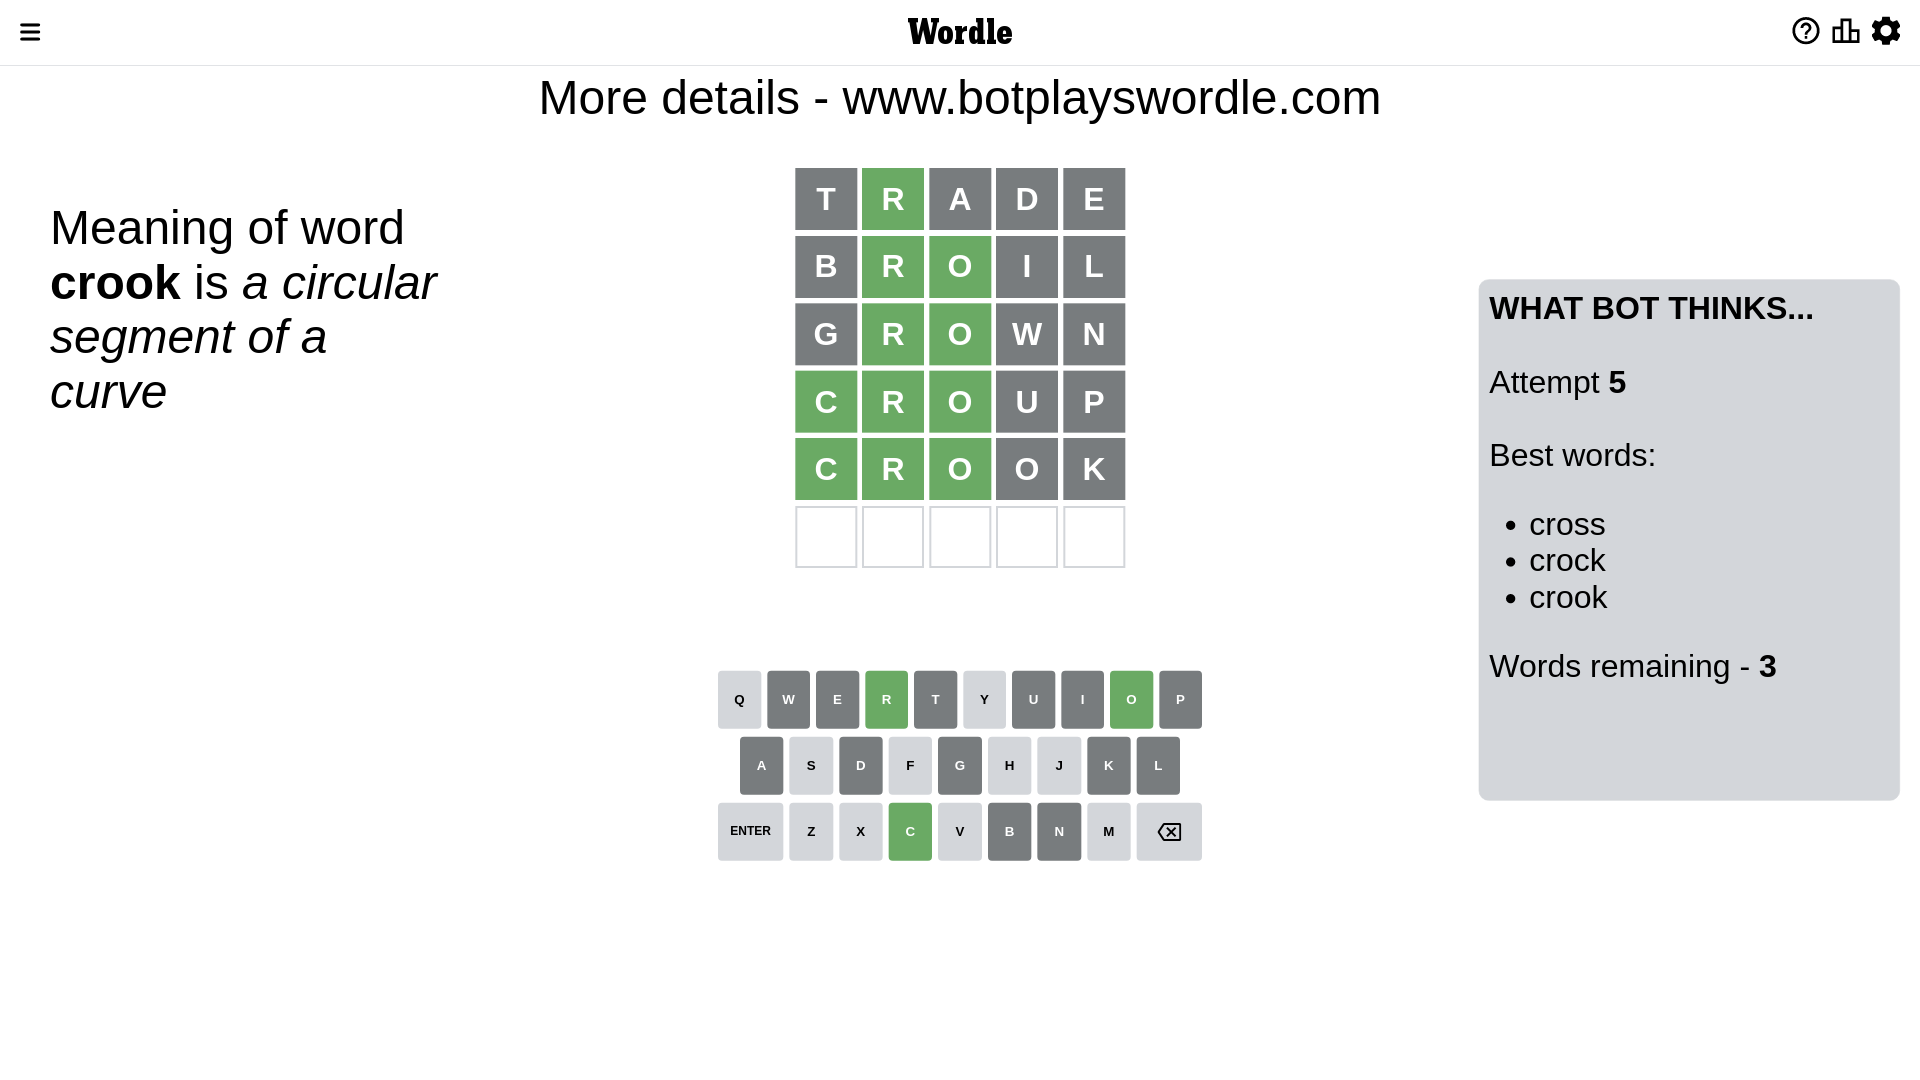 Wordle
More details - www.botplayswordle.com
Meaning of word
crook is a circular
segment of a
curve
T R A D E
B R O I L
G R O W N
C R O U P
C R O O K
WHAT BOT THINKS...
Attempt 5
Best words:
• cross
• crock
• crook
Words remaining - 3
Q W E R T Y U I O P
A S D F G H J K L
ENTER Z X C V B N M